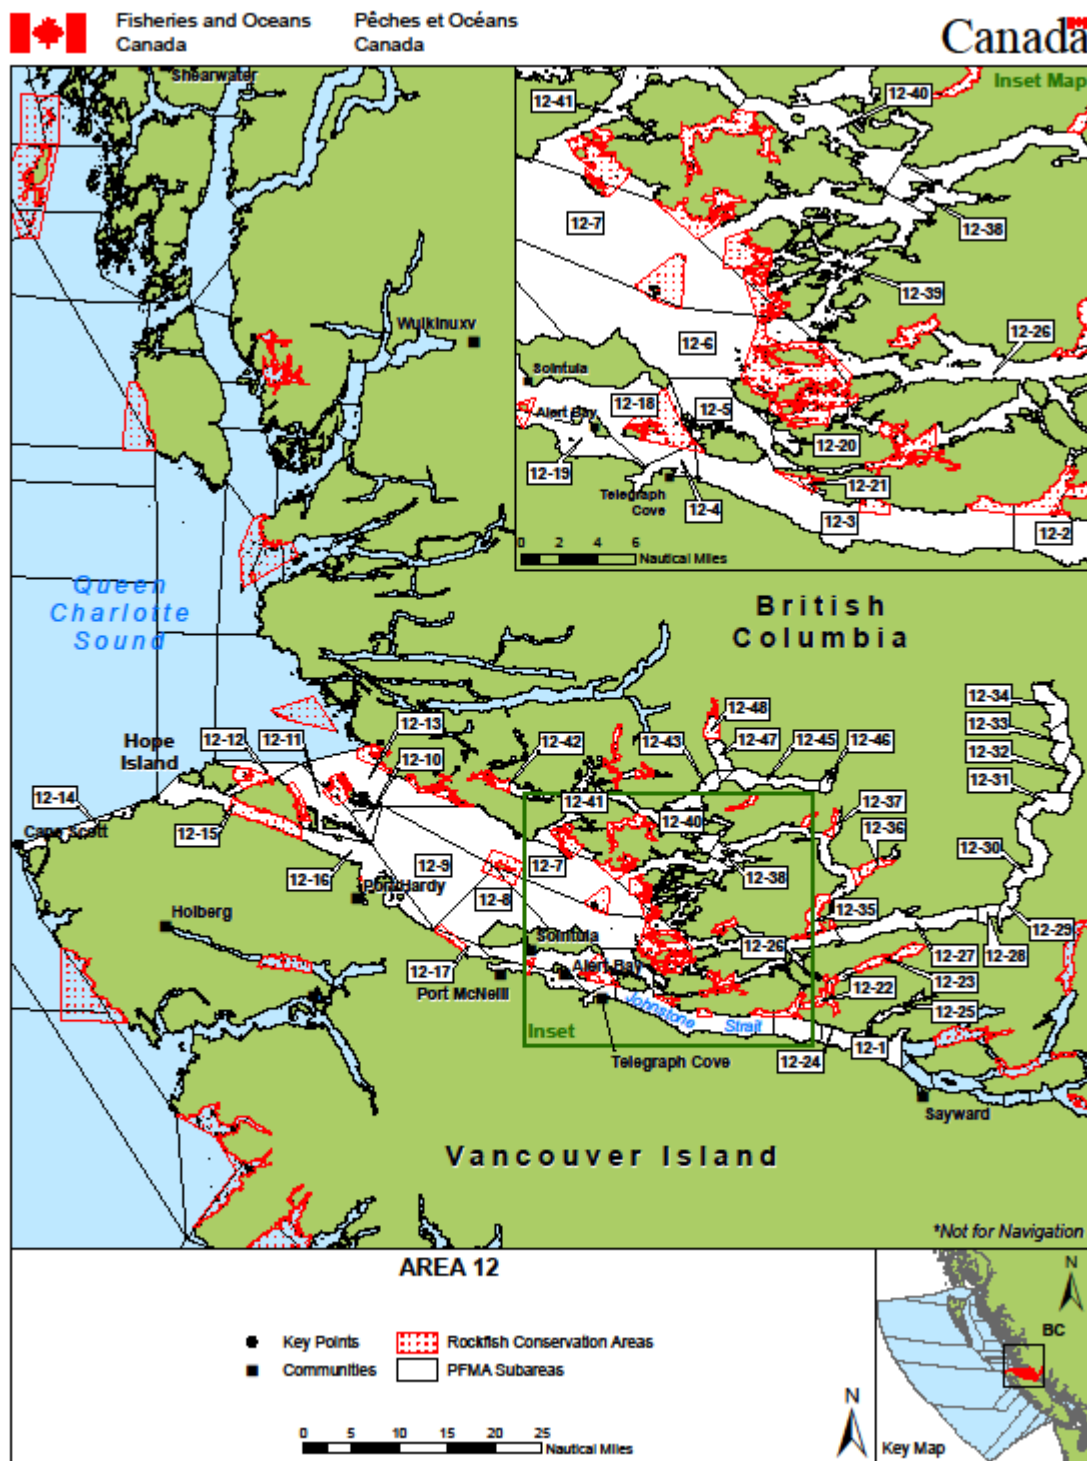 Fisheries and Oceans
Canada
Pêches et Océans
Canada
Canada
Shearwater
Wuikinuxv
Queen
Charlotte
Sound
British
Columbia
Hope
Island
12-14
Cape Scott
12-15
12-12
12-11
12-13
12-10
12-16
Port Hardy
Holberg
12-9
12-8
12-7
12-17
Port McNeill
Sointula
Alert Bay
12-42
12-41
12-43
12-40
12-48
12-47
12-45
12-46
12-38
12-37
12-36
12-35
12-34
12-33
12-32
12-31
12-30
12-29
12-28
12-27
12-26
12-23
12-22
12-25
12-24
12-1
Johnstone
Strait
Inset
Telegraph Cove
Sayward
Vancouver Island
*Not for Navigation
Inset Map
12-41
12-40
12-7
12-38
12-39
12-26
12-6
Sointula
Alert Bay
12-18
12-5
12-20
12-19
12-21
Telegraph
Cove
12-4
12-3
12-2
0 2 4 6
Nautical Miles
AREA 12
Key Points
Rockfish Conservation Areas
Communities
PFMA Subareas
0 5 10 15 20 25
Nautical Miles
N
N
BC
Key Map